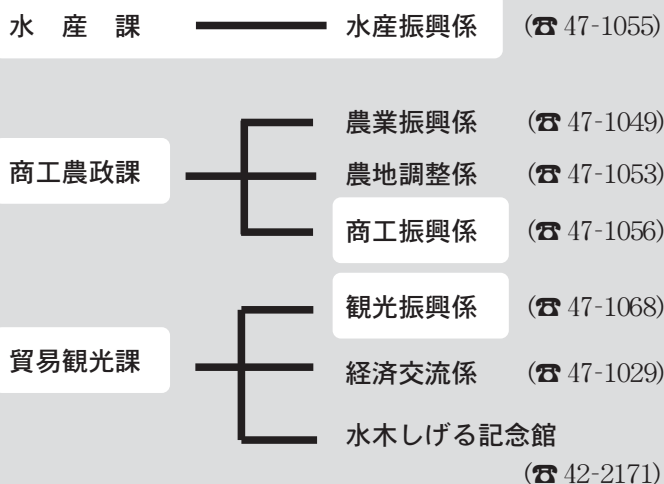 水産課 水産振興係 (☎ 47-1055)
農業振興係 (☎ 47-1049)
商工農政課 農地調整係 (☎ 47-1053)
商工振興係 (☎ 47-1056)
観光振興係 (☎ 47-1068)
貿易観光課 経済交流係 (☎ 47-1029)
水木しげる記念館
(☎ 42-2171)